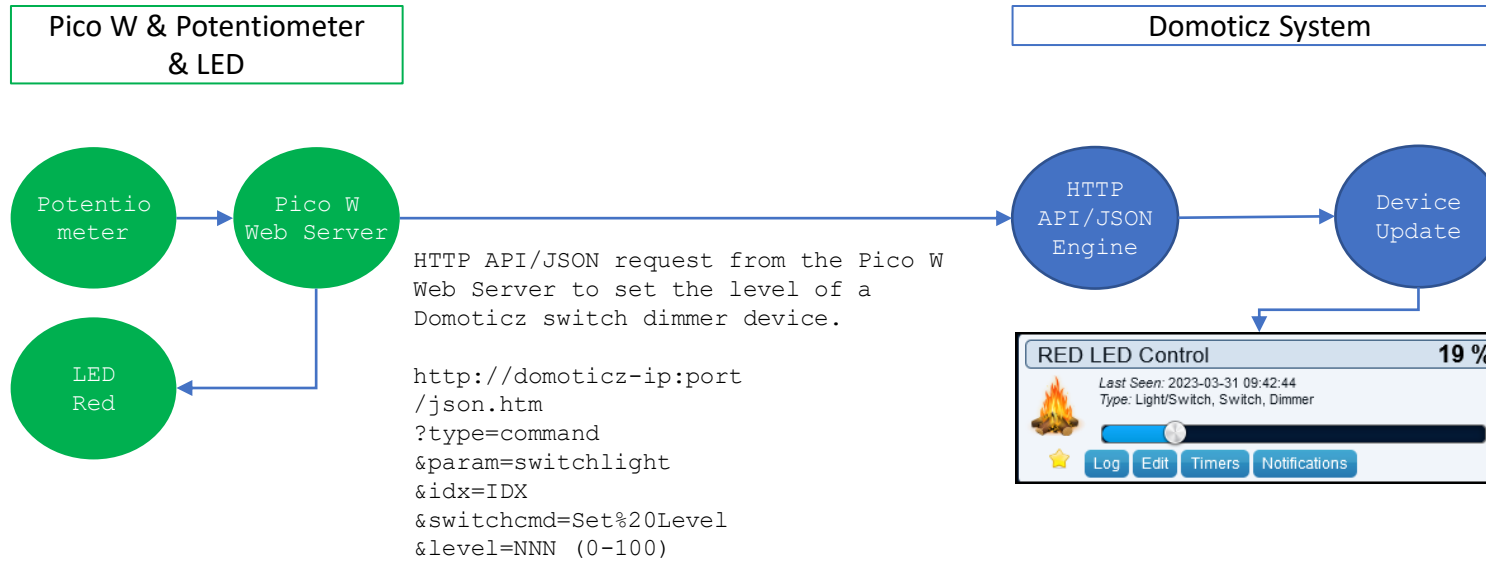 Pico W & Potentiometer
& LED
Domoticz System
Potentio
meter
Pico W
Web Server
HTTP
API/JSON
Engine
Device
Update
HTTP API/JSON request from the Pico W
Web Server to set the level of a
Domoticz switch dimmer device.
http://domoticz-ip:port
/json.htm
?type=command
&param=switchlight
&idx=IDX
&switchcmd=Set%20Level
&level=NNN (0-100)
LED
Red
RED LED Control 19 %
Last Seen: 2023-03-31 09:42:44
Type: Light/Switch, Switch, Dimmer
Log Edit Timers Notifications